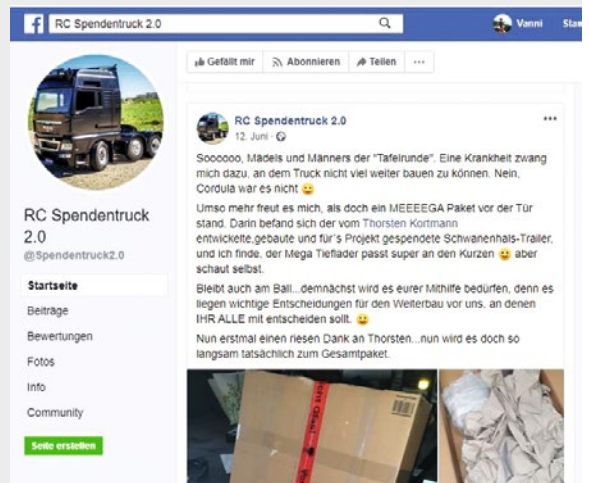 RC Spendentruck 2.0
Vanni
Gefällt mir
Abonnieren
Teilen
RC Spendentruck
2.0
@Spendentruck2.0
Startseite
Beiträge
Bewertungen
Fotos
Info
Community
Seite erstellen
RC Spendentruck 2.0
12. Juni
Soooooo, Mädels und Männers der "Tafelrunde". Eine Krankheit zwang
mich dazu, an dem Truck nicht viel weiter bauen zu können. Nein,
Cordula war es nicht 😀
Umso mehr freut es mich, als doch ein MEEEEGA Paket vor der Tür
stand. Darin befand sich der vom Thorsten Kortmann
entwickelte,gebaute und für´s Projekt gespendete Schwanenhals-Trailer,
und ich finde, der Mega Tieflader passt super an den Kurzen 😀 aber
schaut selbst.
Bleibt auch am Ball...demnächst wird es eurer Mithilfe bedürfen, denn es
liegen wichtige Entscheidungen für den Weiterbau vor uns, an denen
IHR ALLE mit entscheiden sollt. 😀
Nun erstmal einen riesen Dank an Thorsten...nun wird es doch so
langsam tatsächlich zum Gesamtpaket.